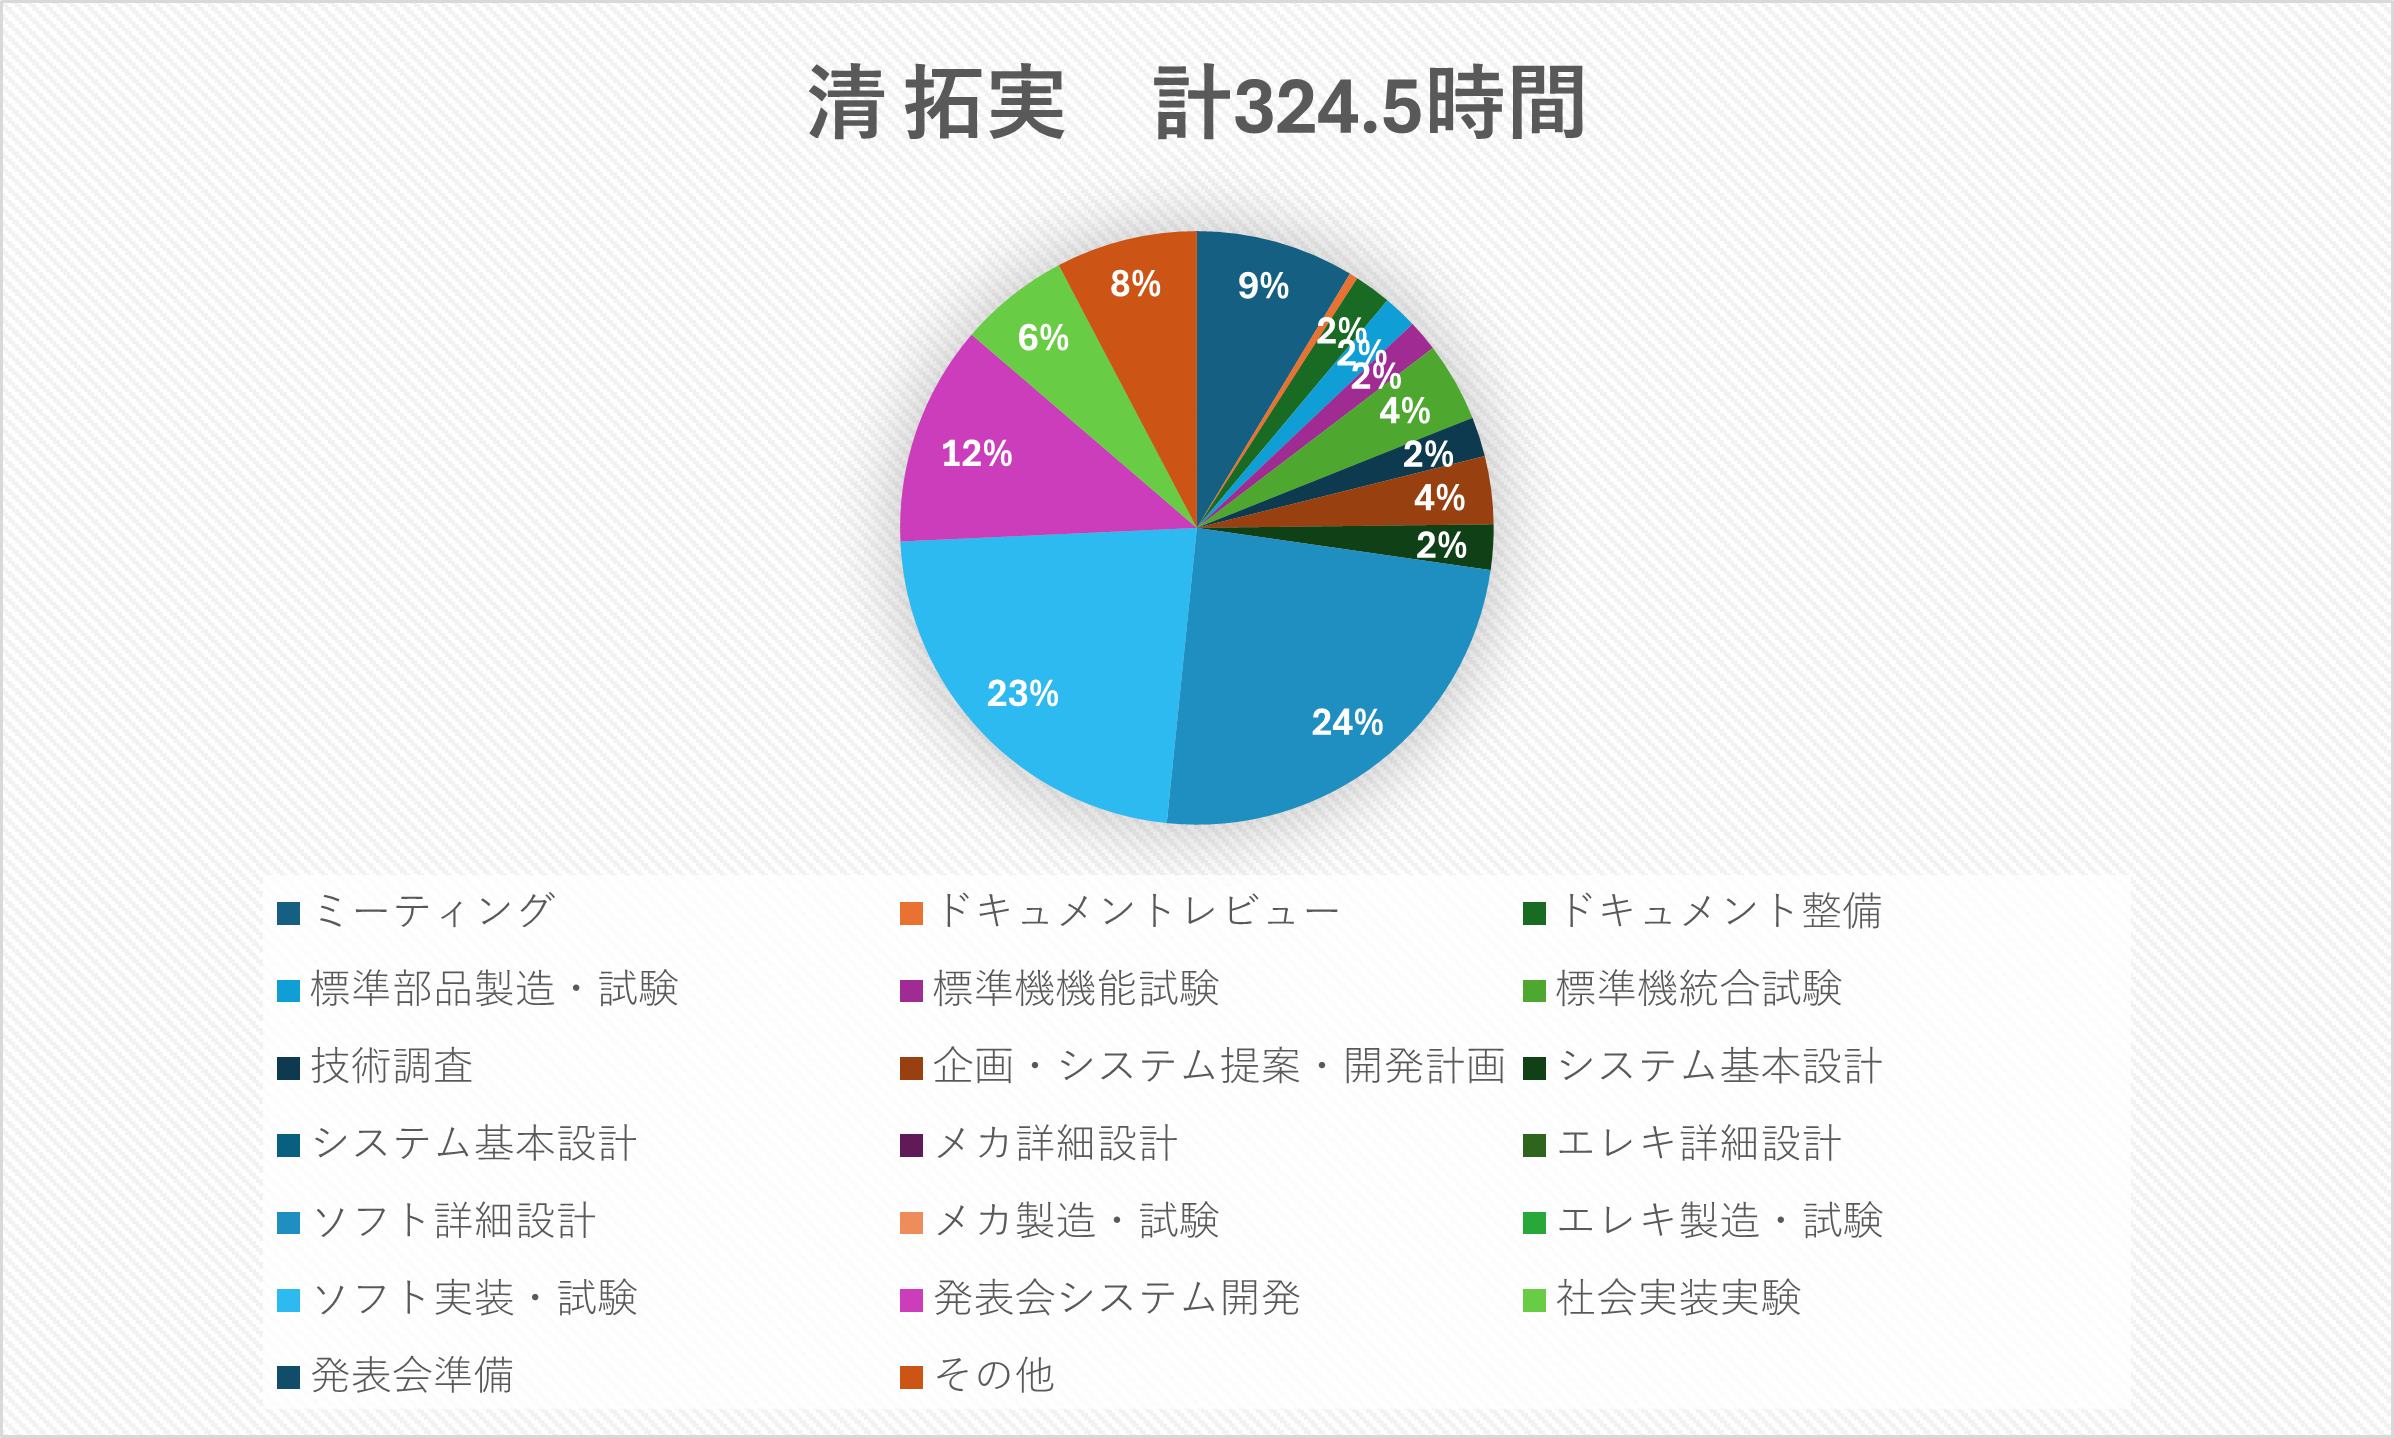 清 拓実　計324.5時間
8%
9%
2%
6%
2%
2%
4%
12%
2%
4%
2%
23%
24%
ミーティング
ドキュメントレビュー
ドキュメント整備
標準部品製造・試験
標準機機能試験
標準機統合試験
技術調査
企画・システム提案・開発計画
システム基本設計
システム基本設計
メカ詳細設計
エレキ詳細設計
ソフト詳細設計
メカ製造・試験
エレキ製造・試験
ソフト実装・試験
発表会システム開発
社会実装実験
発表会準備
その他